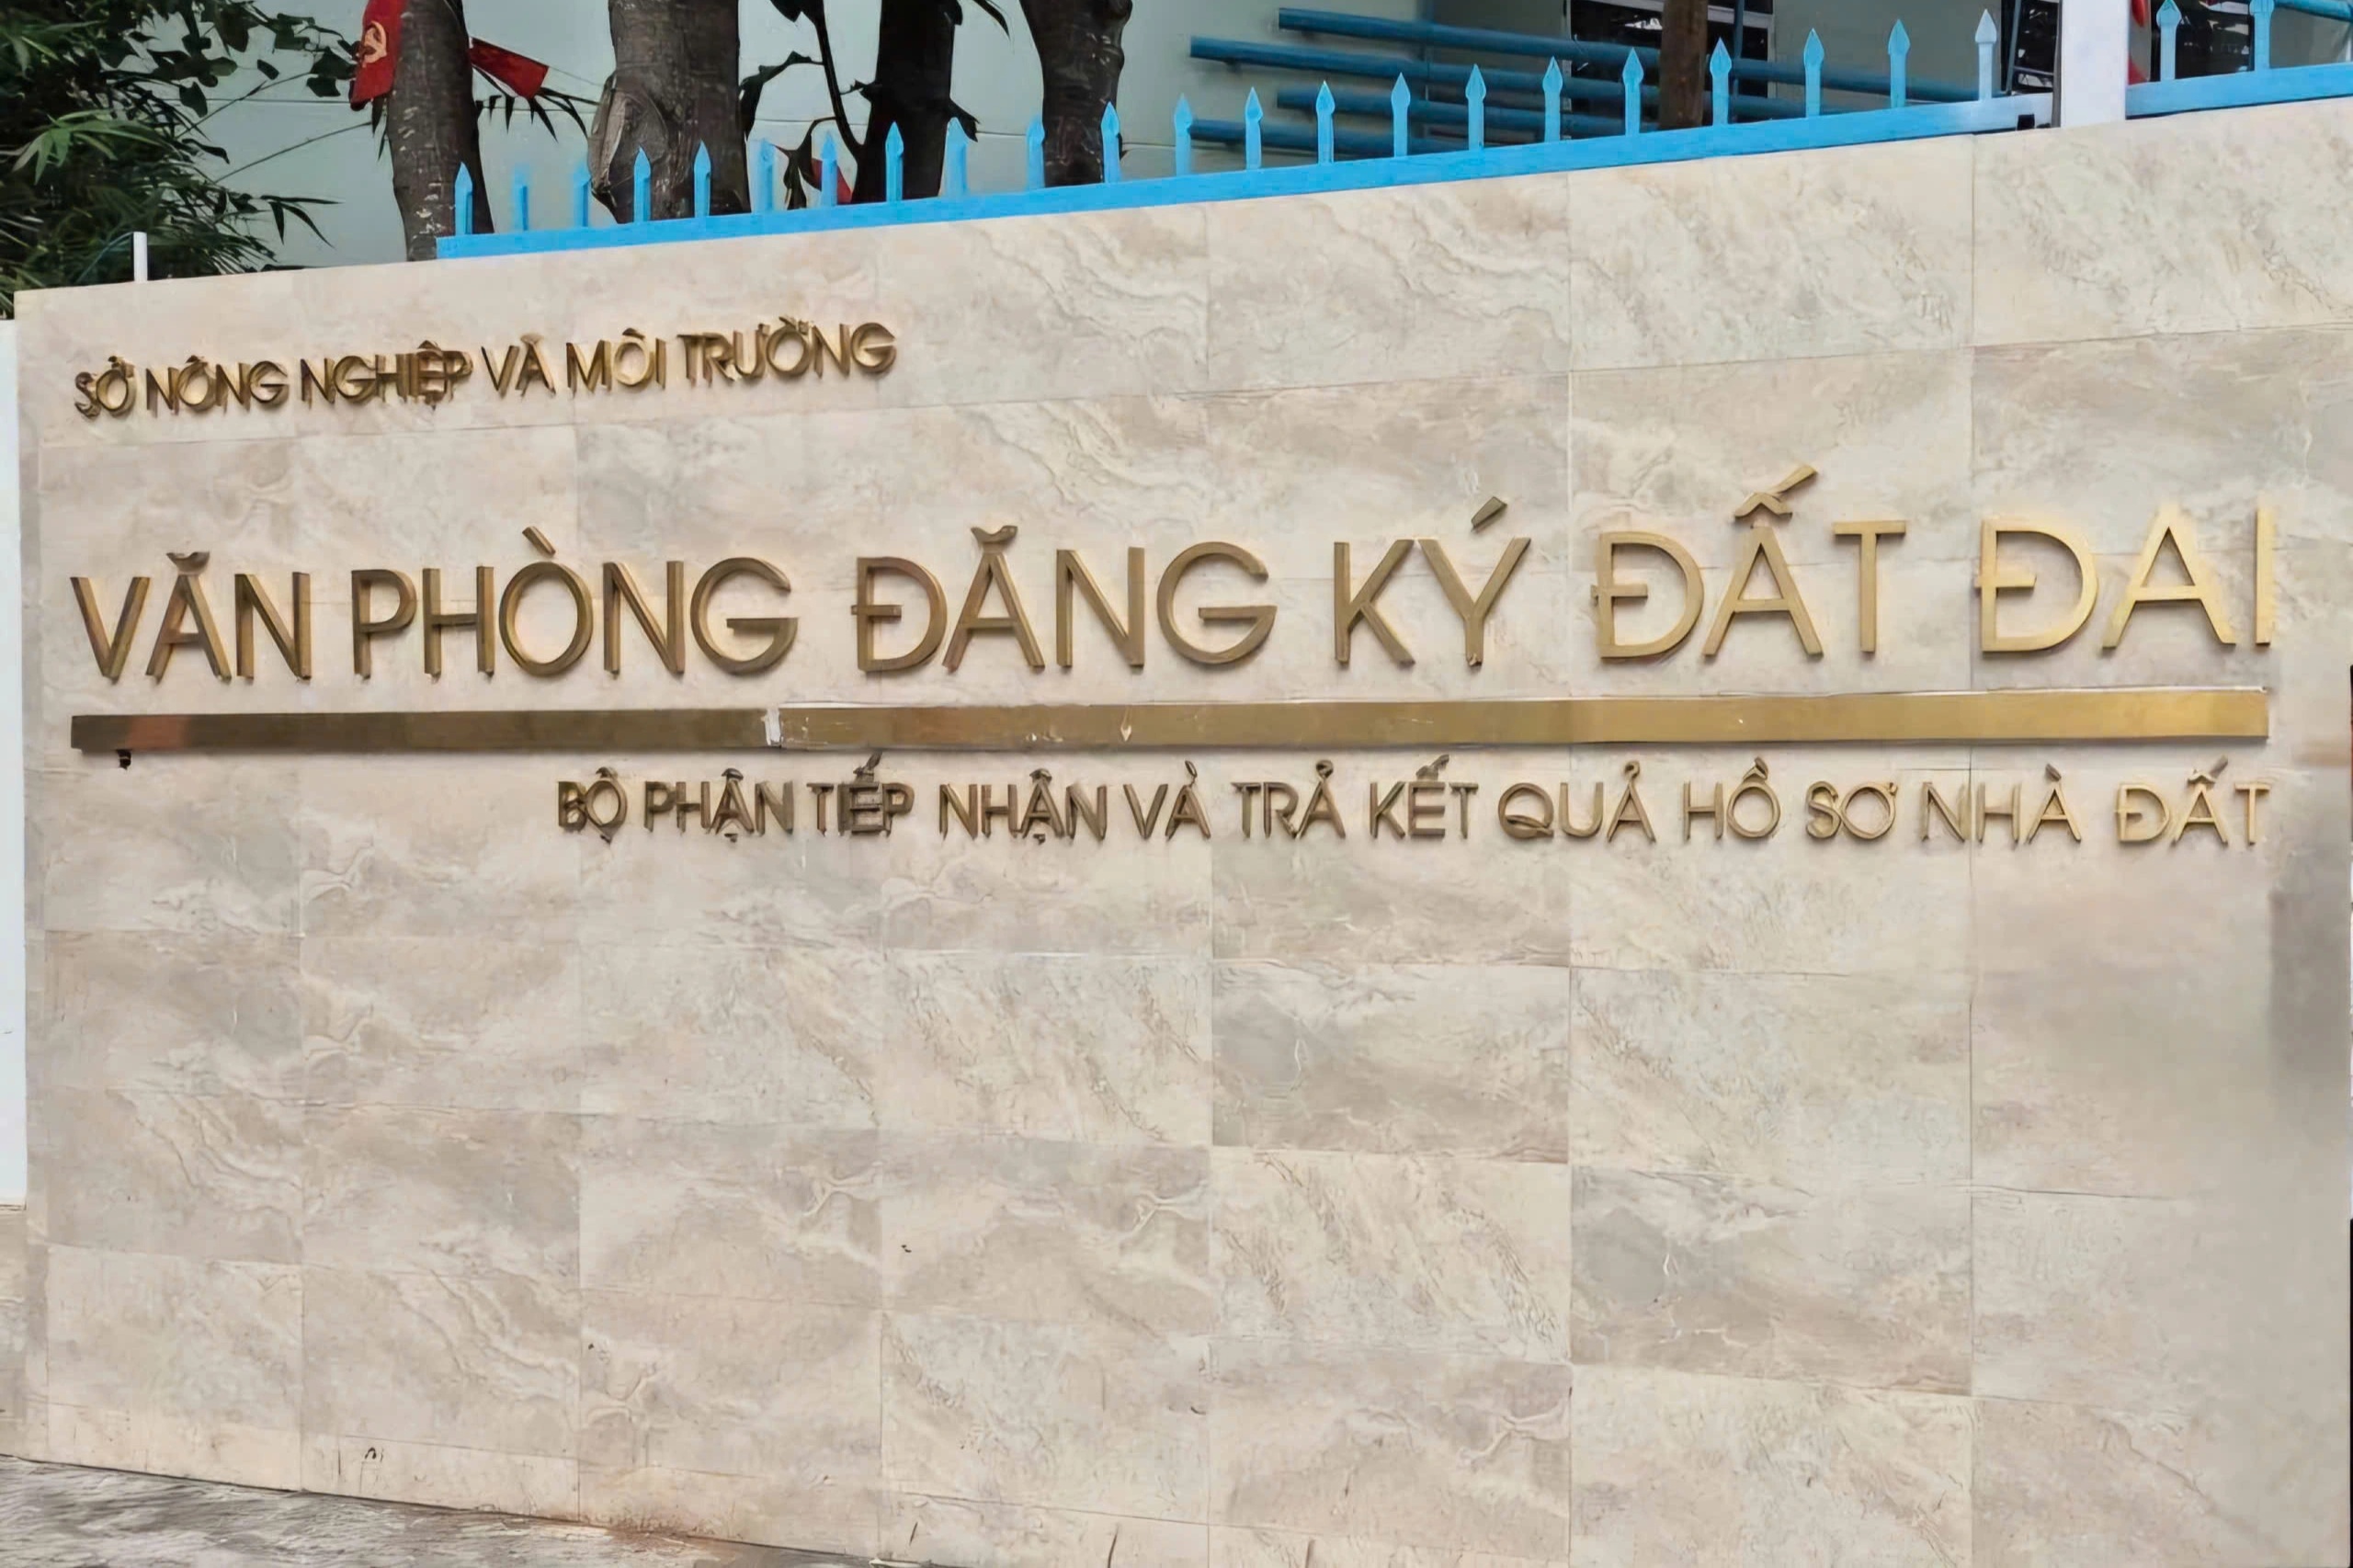 SỞ NÔNG NGHIỆP VÀ MÔI TRƯỜNG
VĂN PHÒNG ĐĂNG KÝ ĐẤT ĐAI
BỘ PHẬN TIẾP NHẬN VÀ TRẢ KẾT QUẢ HỒ SƠ NHÀ ĐẤT